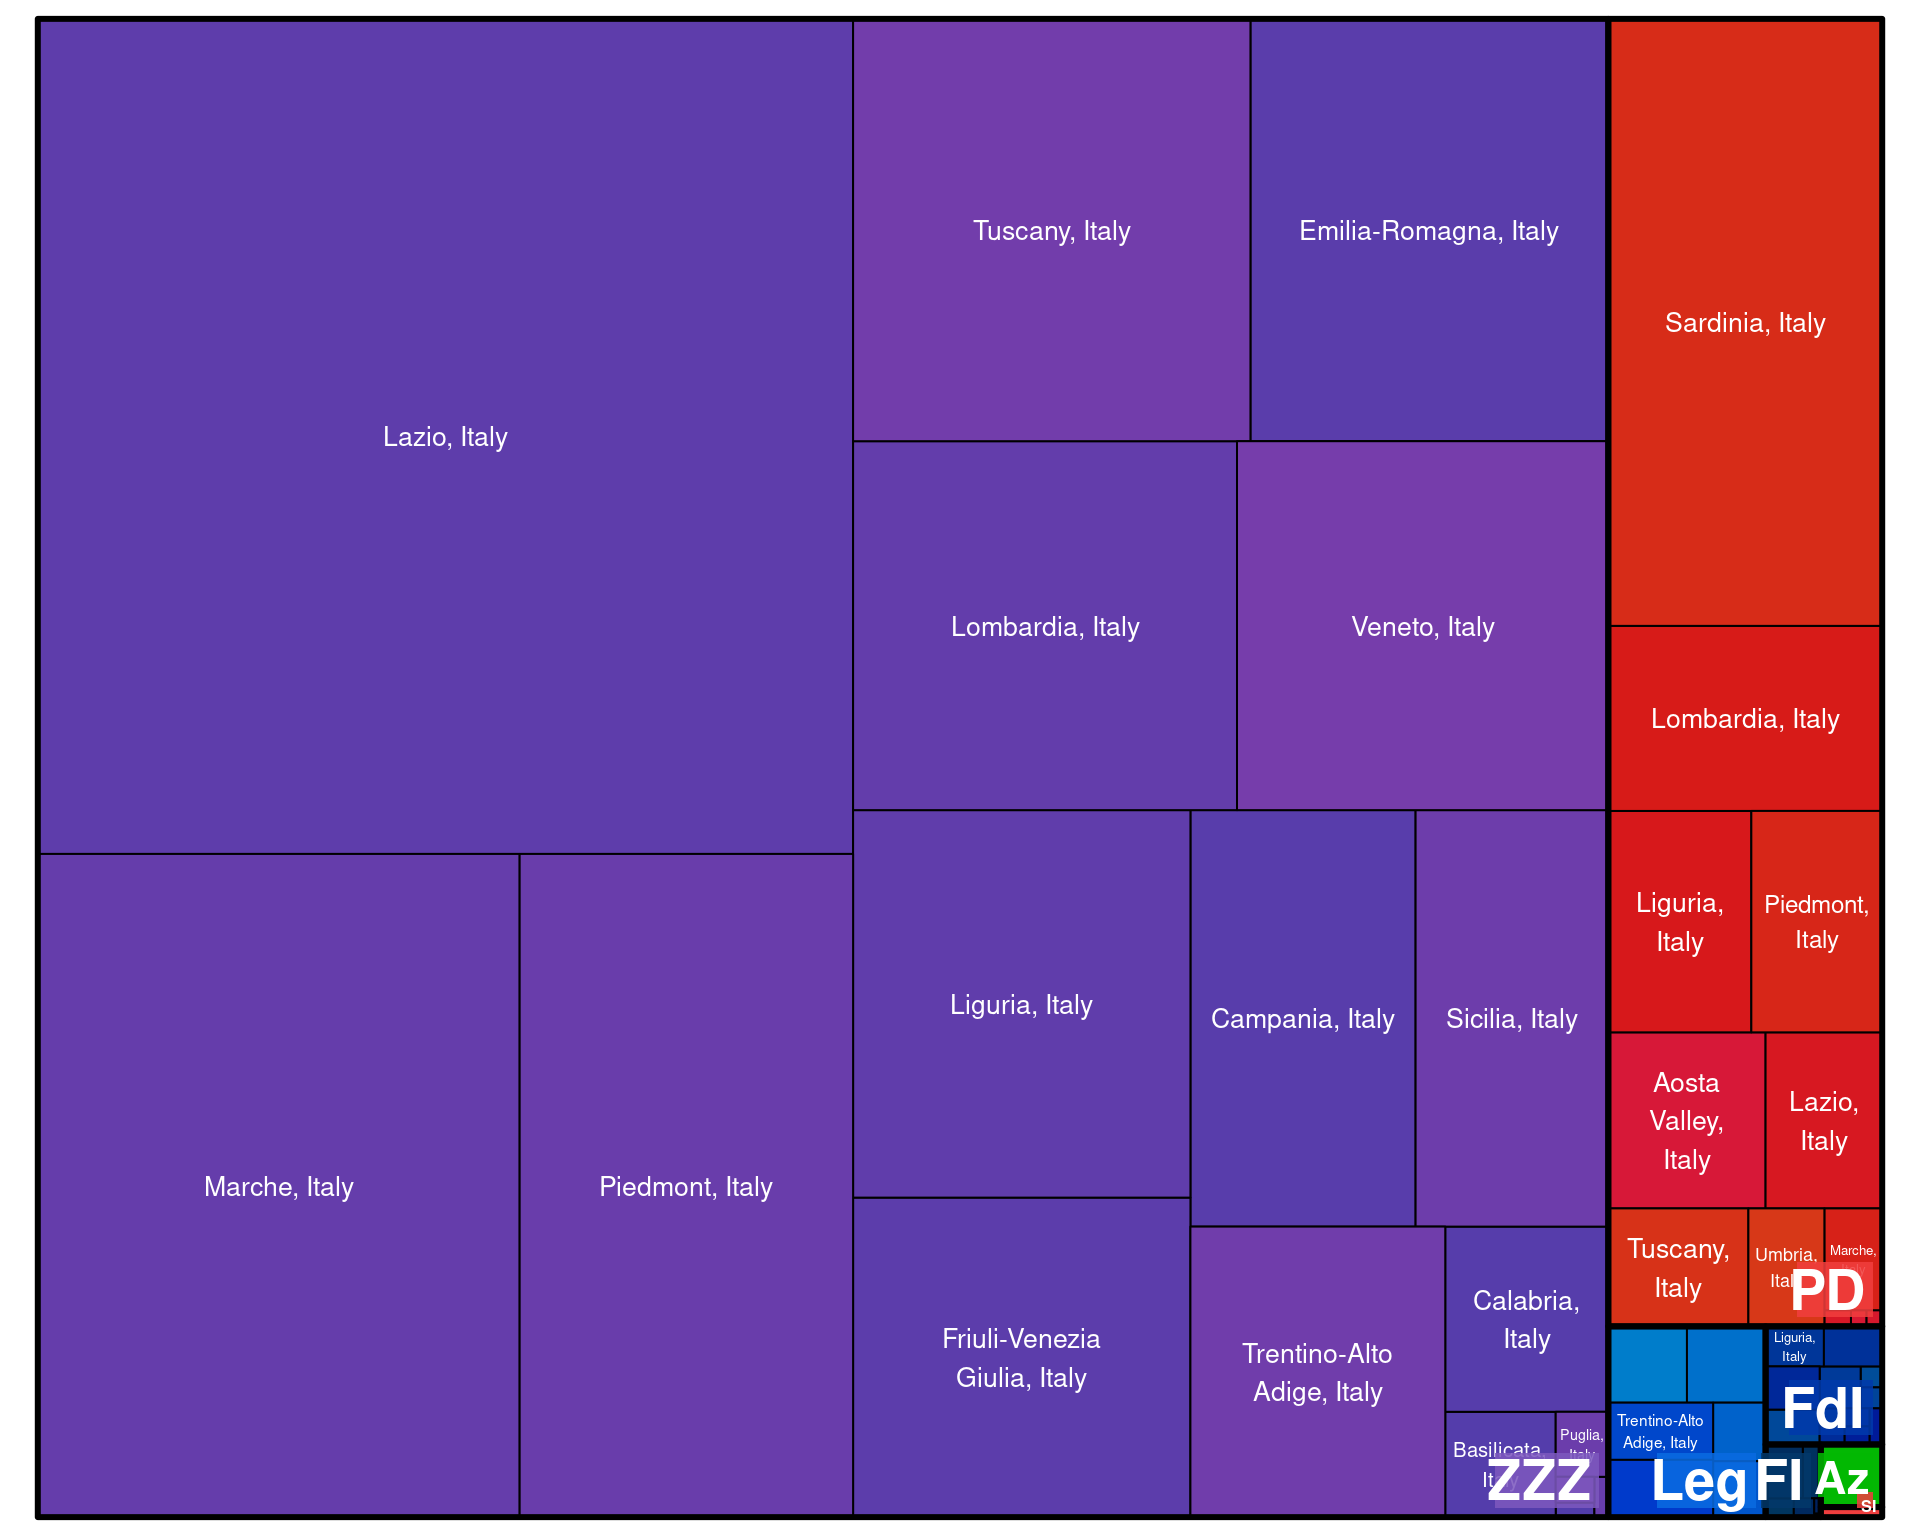 Lazio, Italy
Marche, Italy
Piedmont, Italy
Tuscany, Italy
Emilia-Romagna, Italy
Lombardia, Italy
Veneto, Italy
Liguria, Italy
Friuli-Venezia
Giulia, Italy
Campania, Italy
Sicilia, Italy
Trentino-Alto
Adige, Italy
Calabria,
Italy
Basilicata,
Italy
Puglia,
Italy
ZZZ
Sardinia, Italy
Lombardia, Italy
Liguria,
Italy
Piedmont,
Italy
Aosta
Valley,
Italy
Lazio,
Italy
Tuscany,
Italy
Umbria,
Italy
Marche,
PD
Trentino-Alto
Adige, Italy
Leg
Liguria,
Italy
FdI
FI
Az
SI